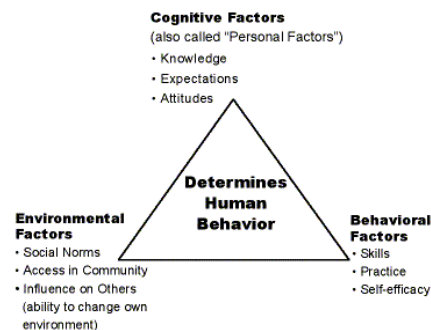 Cognitive Factors
(also called "Personal Factors")
• Knowledge
• Expectations
• Attitudes
Determines
Human
Behavior
Environmental
Factors
• Social Norms
• Access in Community
• Influence on Others
(ability to change own
environment)
Behavioral
Factors
• Skills
• Practice
• Self-efficacy